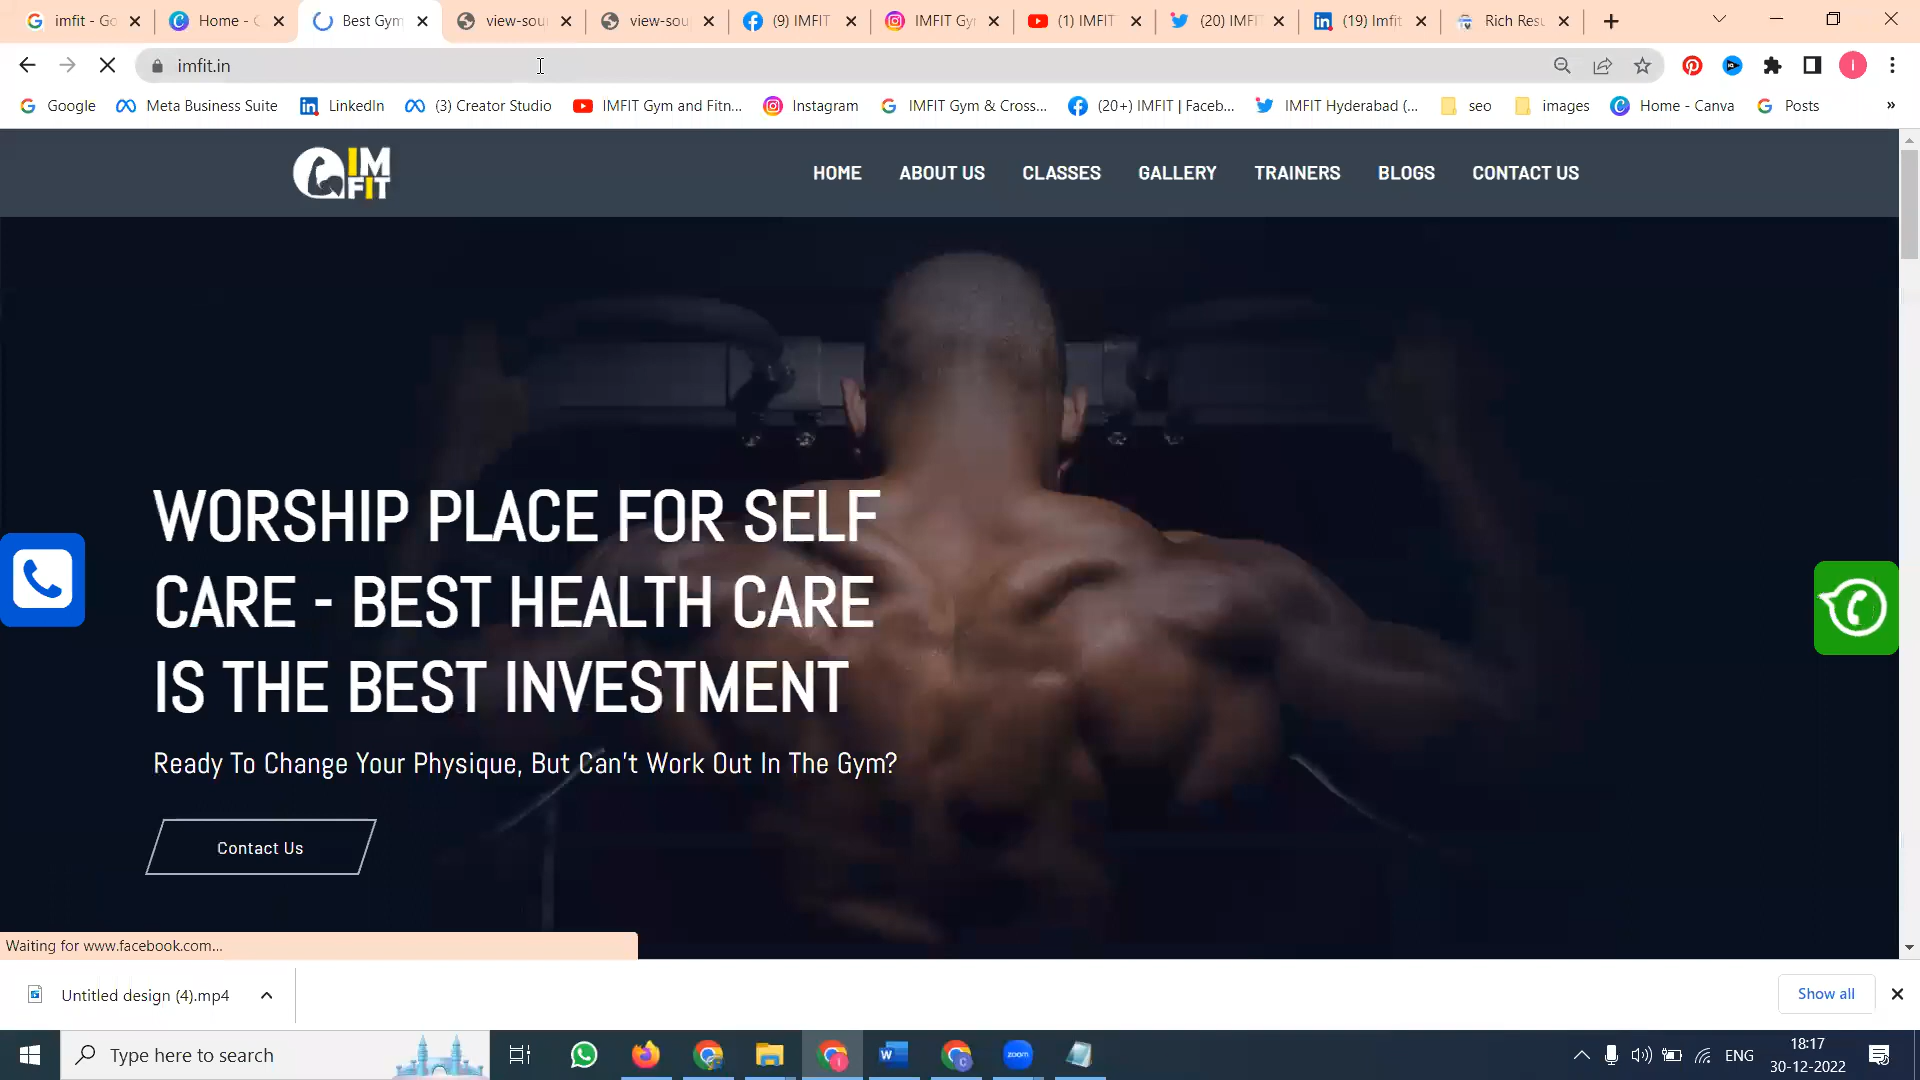 imfit - Go
Home - C
Best Gym
view-sour
view-sour
(9) IMFIT
IMFIT Gyr
(1) IMFIT
(20) IMFI
(19) Imfit
Rich Resu
imfit.in
Google
Meta Business Suite
LinkedIn
(3) Creator Studio
IMFIT Gym and Fitn...
Instagram
IMFIT Gym & Cross...
(20+) IMFIT | Faceb...
IMFIT Hyderabad (...
seo
images
Home - Canva
Posts
»
IM
FIT
HOME
ABOUT US
CLASSES
GALLERY
TRAINERS
BLOGS
CONTACT US
WORSHIP PLACE FOR SELF
CARE - BEST HEALTH CARE
IS THE BEST INVESTMENT
Ready To Change Your Physique, But Can't Work Out In The Gym?
Contact Us
Waiting for www.facebook.com...
Untitled design (4).mp4
Show all
Type here to search
zoom
ENG
18:17
30-12-2022